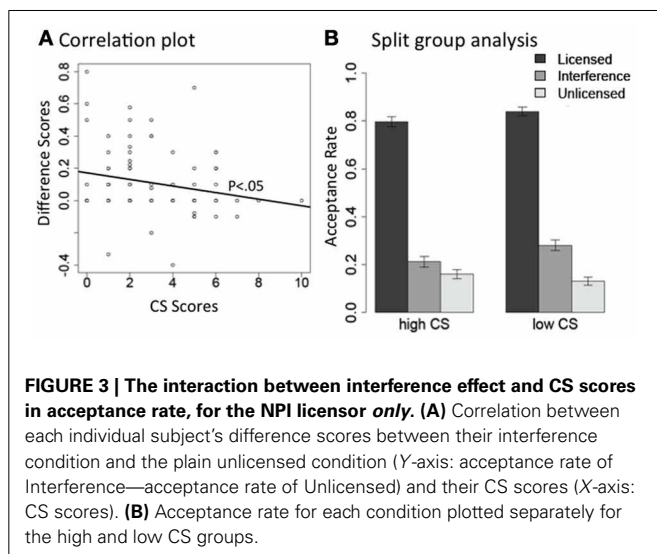 A Correlation plot
Difference Scores
0.8
0.6
0.4
0.2
0.0
-0.4
P<.05
0 2 4 6 8 10
CS Scores
B Split group analysis
Licensed
Interference
Unlicensed
Acceptance Rate
1.0
0.8
0.6
0.4
0.2
0.0
high CS low CS
FIGURE 3 | The interaction between interference effect and CS scores
in acceptance rate, for the NPI licensor only. (A) Correlation between
each individual subject's difference scores between their interference
condition and the plain unlicensed condition (Y-axis: acceptance rate of
Interference—acceptance rate of Unlicensed) and their CS scores (X-axis:
CS scores). (B) Acceptance rate for each condition plotted separately for
the high and low CS groups.